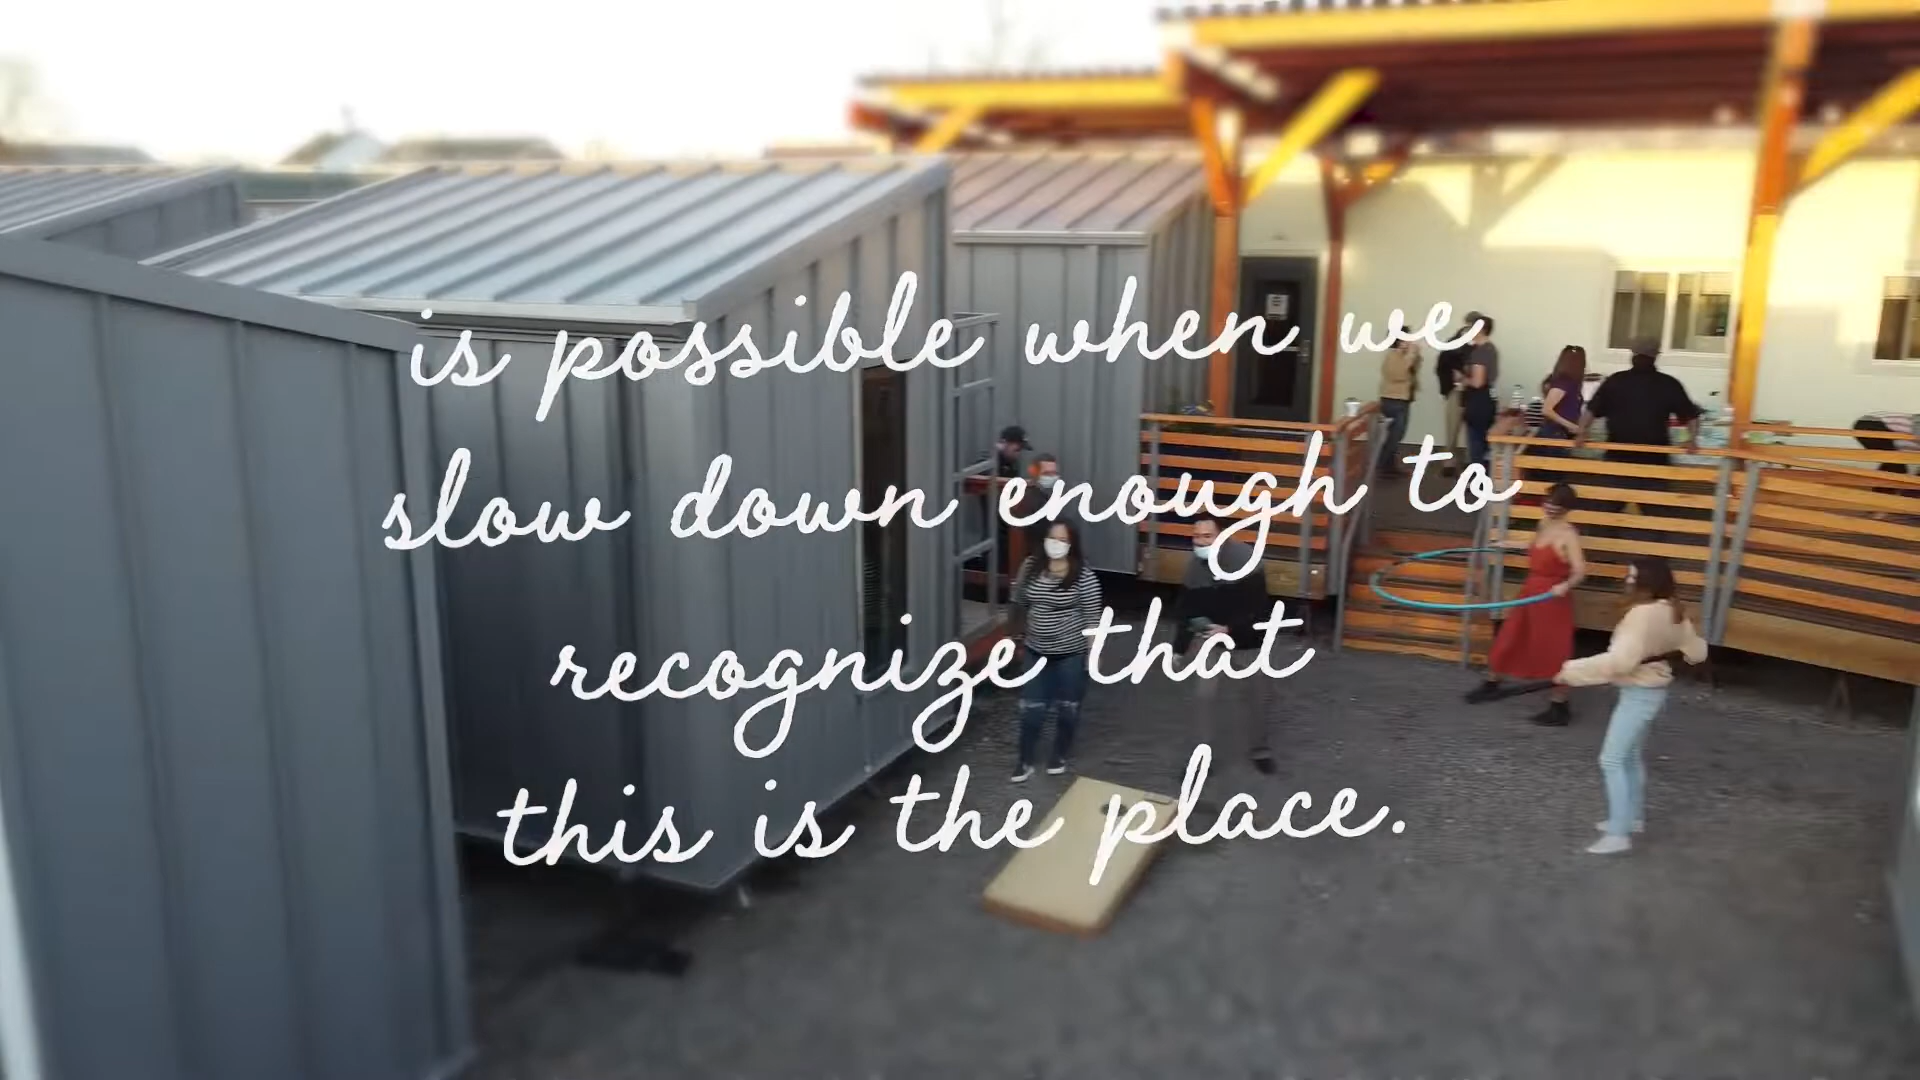 is possible when we
slow down enough to
recognize that
this is the place.